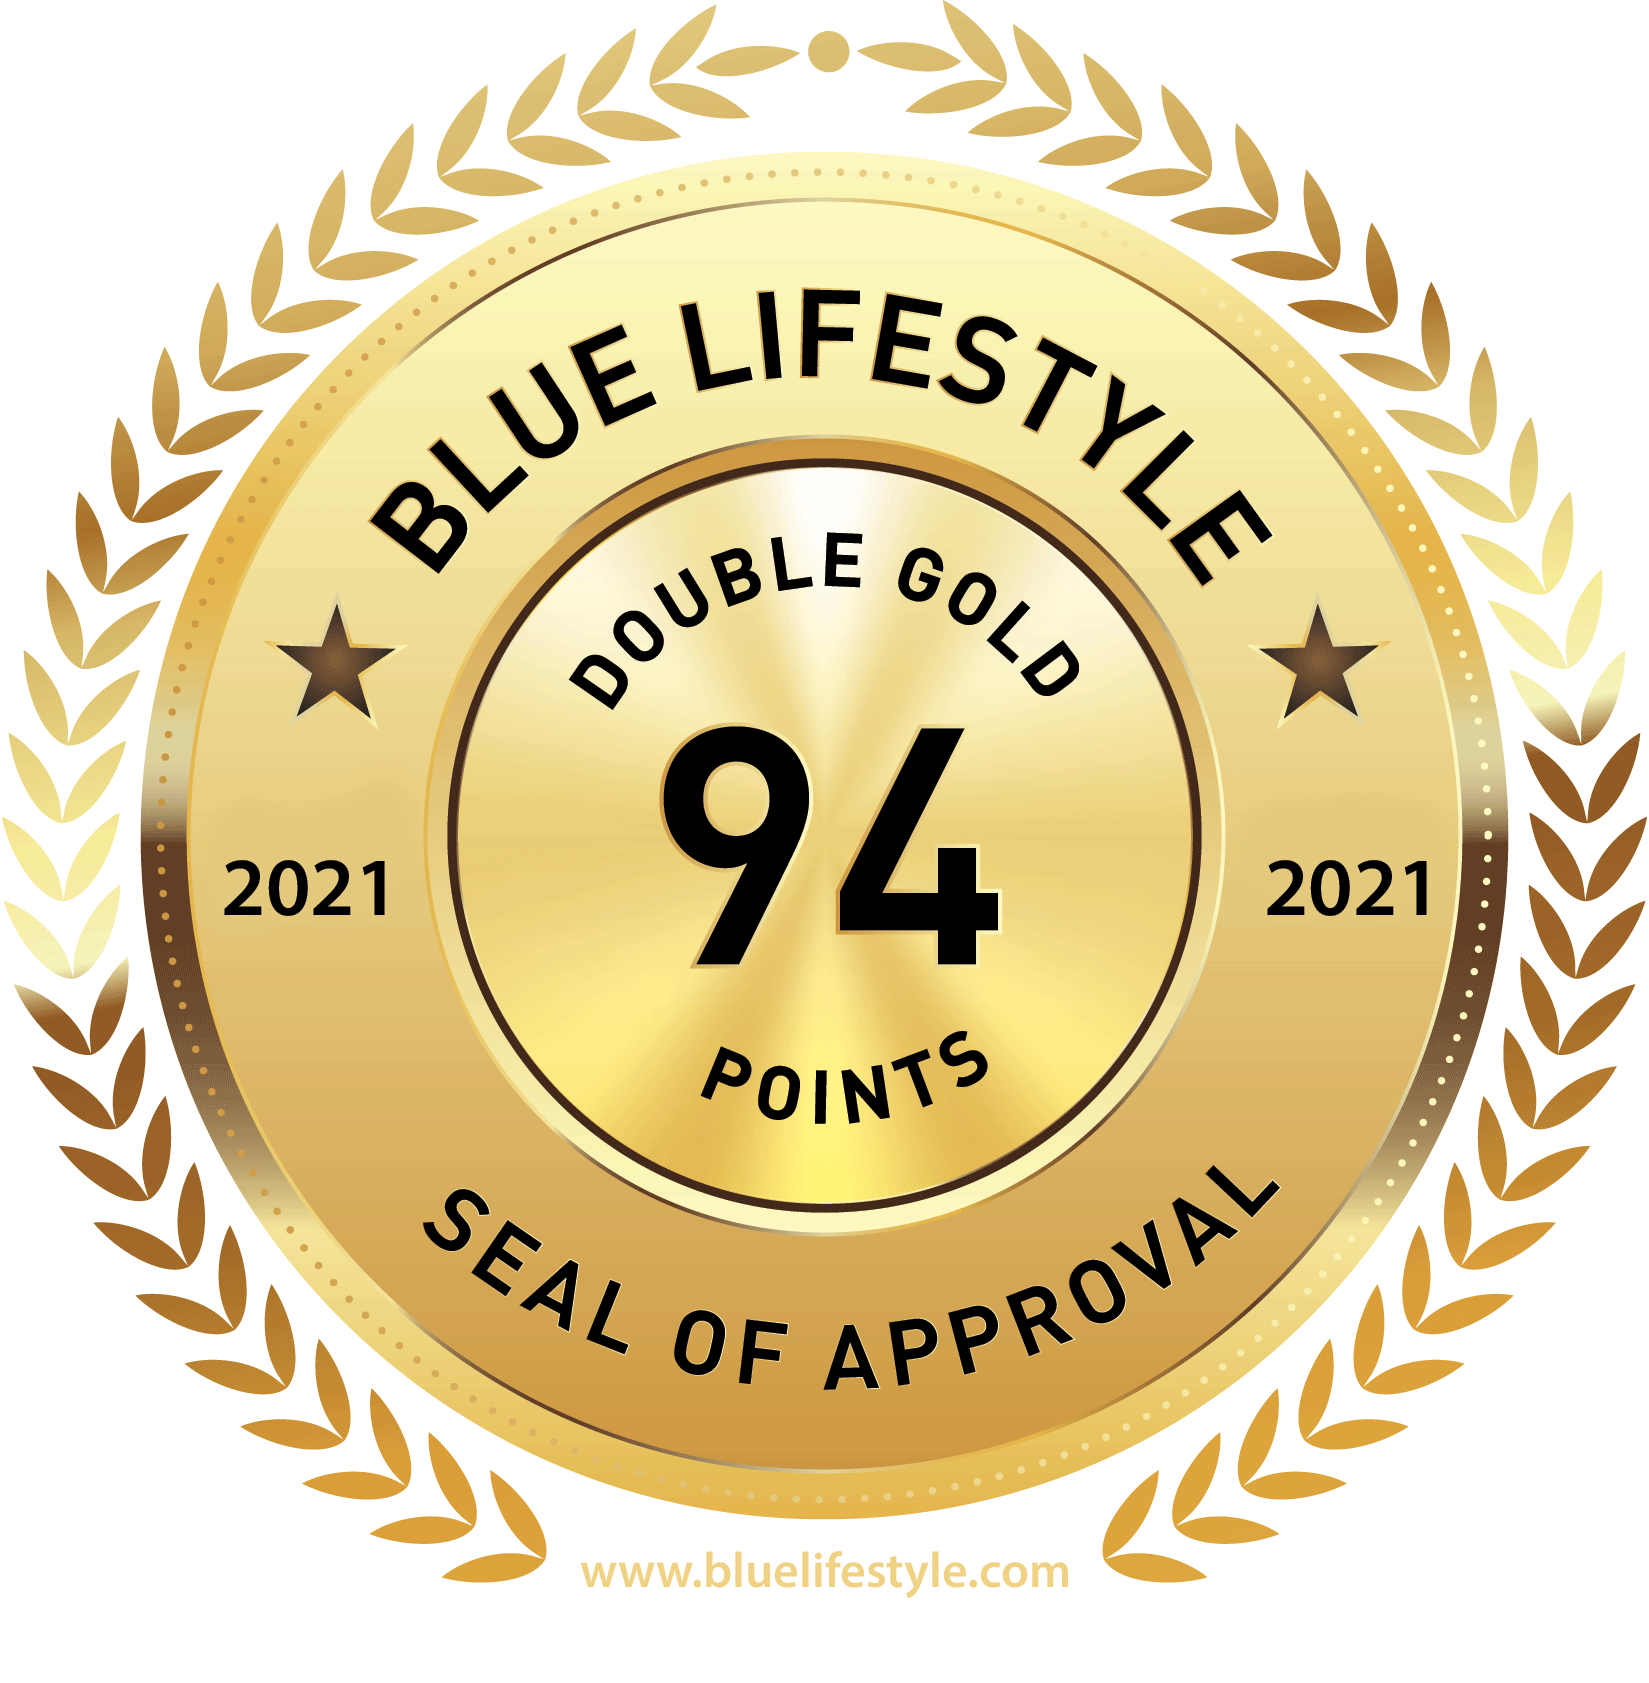 BLUE LIFESTYLE
DOUBLE GOLD
94
2021
2021
POINTS
SEAL OF APPROVAL
www.bluelifestyle.com